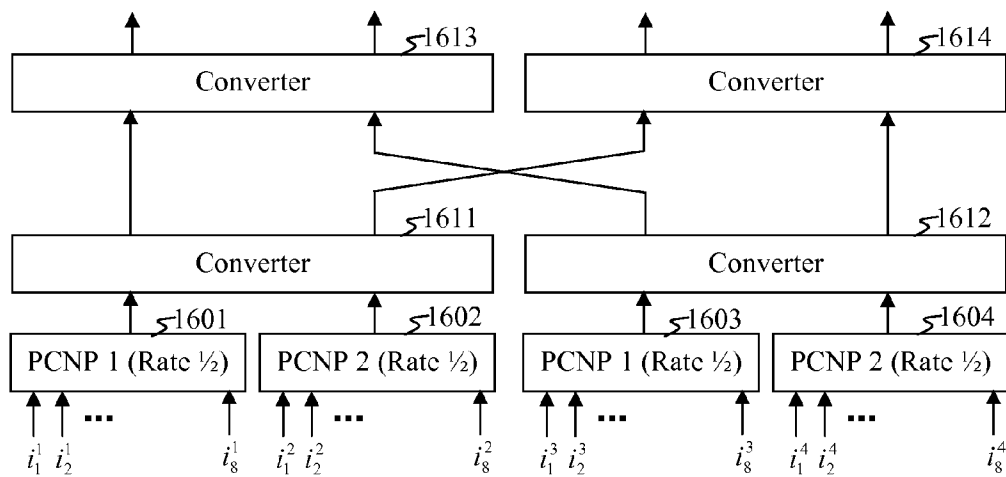 1613 1614
Converter Converter
1611 1612
Converter Converter
1601 1602 1603 1604
PCNP 1 (Rate ½) PCNP 2 (Rate ½) PCNP 1 (Rate ½) PCNP 2 (Rate ½)
... ... ... ...
i₁¹ i₂¹ i₈¹ i₁² i₂² i₈² i₁³ i₂³ i₈³ i₁⁴ i₂⁴ i₈⁴